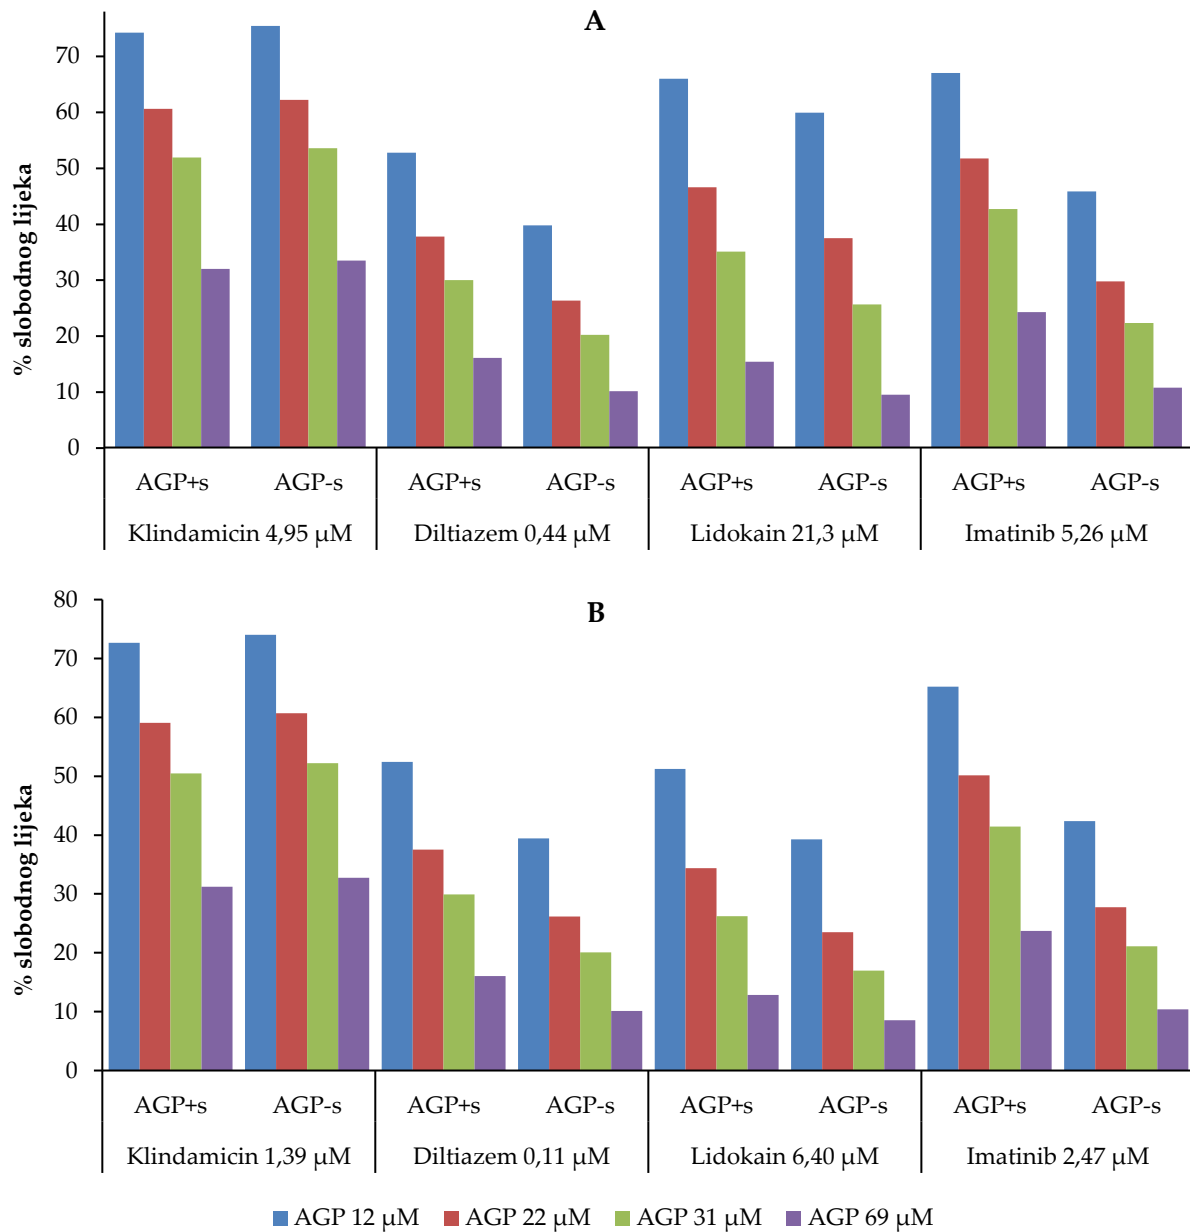 A
% slobodnog lijeka
70
60
50
40
30
20
10
0
AGP+s AGP-s AGP+s AGP-s AGP+s AGP-s AGP+s AGP-s
Klindamicin 4,95 µM Diltiazem 0,44 µM Lidokain 21,3 µM Imatinib 5,26 µM
B
% slobodnog lijeka
80
70
60
50
40
30
20
10
0
AGP+s AGP-s AGP+s AGP-s AGP+s AGP-s AGP+s AGP-s
Klindamicin 1,39 µM Diltiazem 0,11 µM Lidokain 6,40 µM Imatinib 2,47 µM
AGP 12 µM AGP 22 µM AGP 31 µM AGP 69 µM